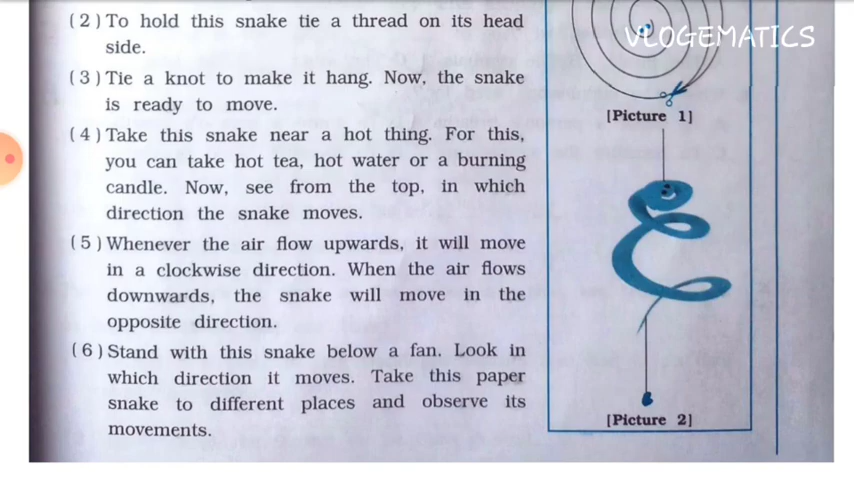 (2) To hold this snake tie a thread on its head
side.
(3) Tie a knot to make it hang. Now, the snake
is ready to move.
(4) Take this snake near a hot thing. For this,
you can take hot tea, hot water or a burning
candle. Now, see from the top, in which
direction the snake moves.
(5) Whenever the air flow upwards, it will move
in a clockwise direction. When the air flows
downwards, the snake will move in the
opposite direction.
(6) Stand with this snake below a fan. Look in
which direction it moves. Take this paper
snake to different places and observe its
movements.
VLOGEMATICS
[Picture 1]
[Picture 2]